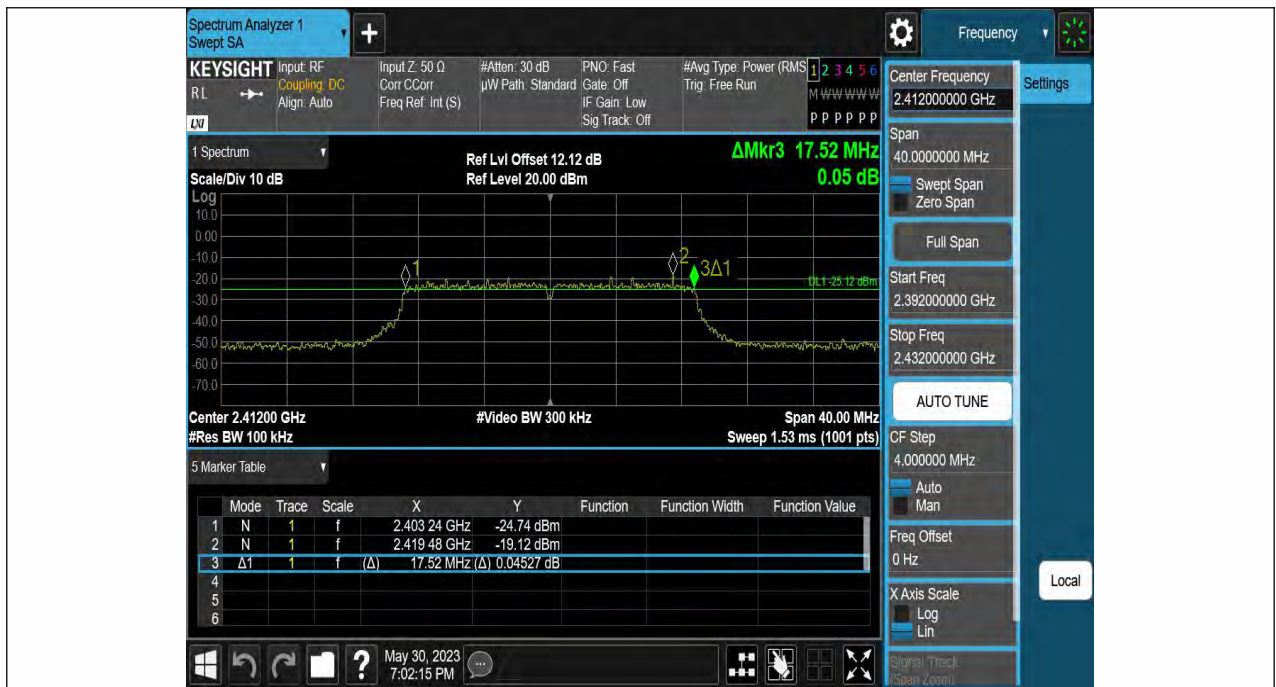 Spectrum Analyzer 1
Swept SA
+
Frequency
KEYSIGHT
RL
LXI
Input: RF
Coupling: DC
Align: Auto
Input Z: 50 Ω
Corr CCorr
Freq Ref: Int (S)
#Atten: 30 dB
µW Path: Standard
PNO: Fast
Gate: Off
IF Gain: Low
Sig Track: Off
#Avg Type: Power (RMS
Trig: Free Run
1 2 3 4 5 6
M W W W W W
P P P P P P
1 Spectrum
Scale/Div 10 dB
Ref Lvl Offset 12.12 dB
Ref Level 20.00 dBm
ΔMkr3 17.52 MHz
0.05 dB
Log
10.0
0.00
-10.0
-20.0
-30.0
-40.0
-50.0
-60.0
-70.0
1
2
3Δ1
DL1 -25.12 dBm
Center 2.41200 GHz
#Video BW 300 kHz
Span 40.00 MHz
#Res BW 100 kHz
Sweep 1.53 ms (1001 pts)
5 Marker Table
Mode Trace Scale X Y Function Function Width Function Value
1 N 1 f 2.403 24 GHz -24.74 dBm
2 N 1 f 2.419 48 GHz -19.12 dBm
3 Δ1 1 f (Δ) 17.52 MHz (Δ) 0.04527 dB
4
5
6
Center Frequency
2.412000000 GHz
Settings
Span
40.0000000 MHz
Swept Span
Zero Span
Full Span
Start Freq
2.392000000 GHz
Stop Freq
2.432000000 GHz
AUTO TUNE
CF Step
4.000000 MHz
Auto
Man
Freq Offset
0 Hz
X Axis Scale
Log
Lin
Signal Track
(Span Zoom)
Local
?
May 30, 2023
7:02:15 PM